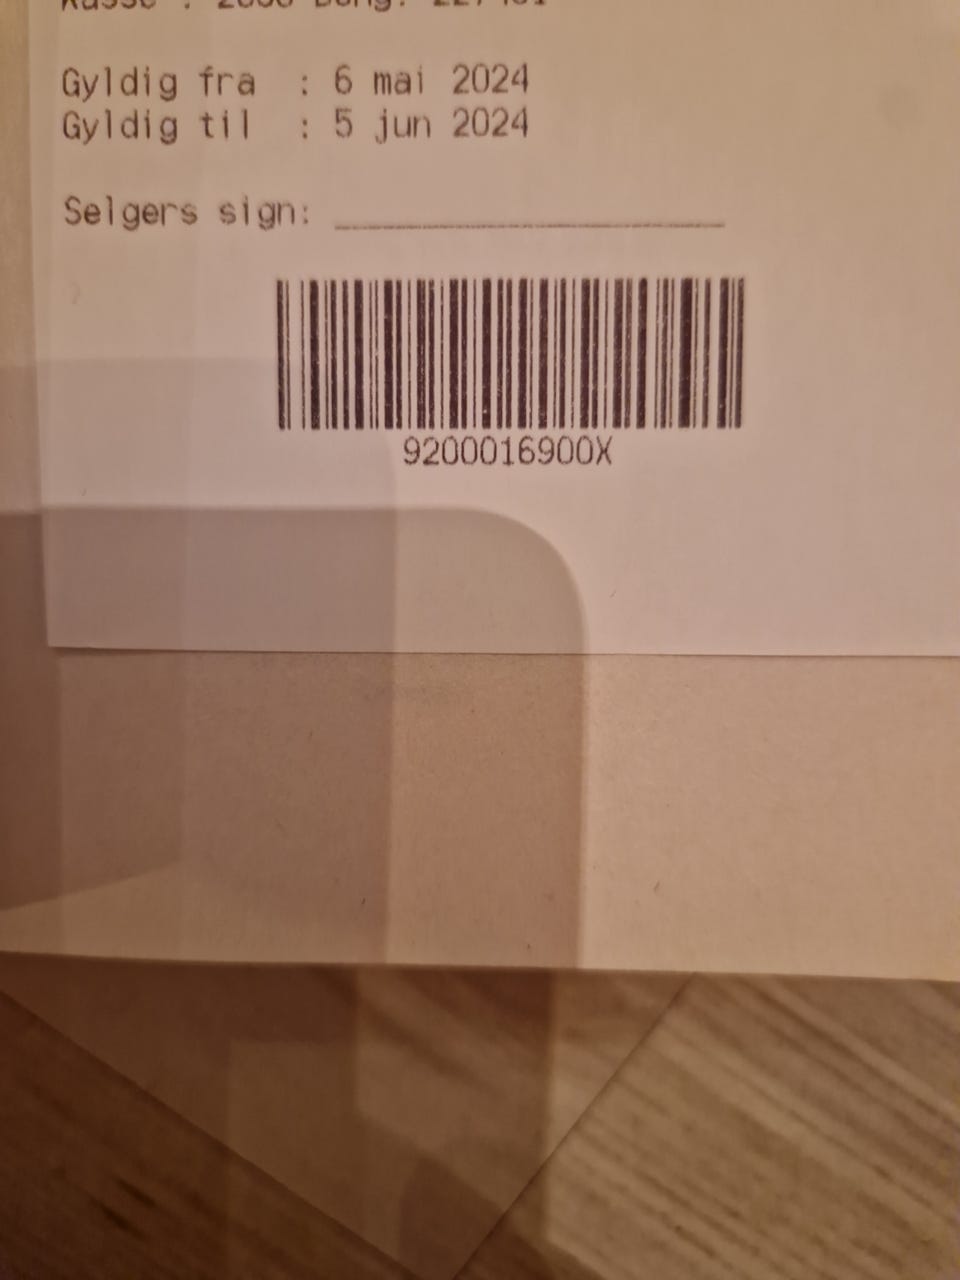 Gyldig fra : 6 mai 2024
Gyldig til : 5 jun 2024
Selgers sign:
9200016900X